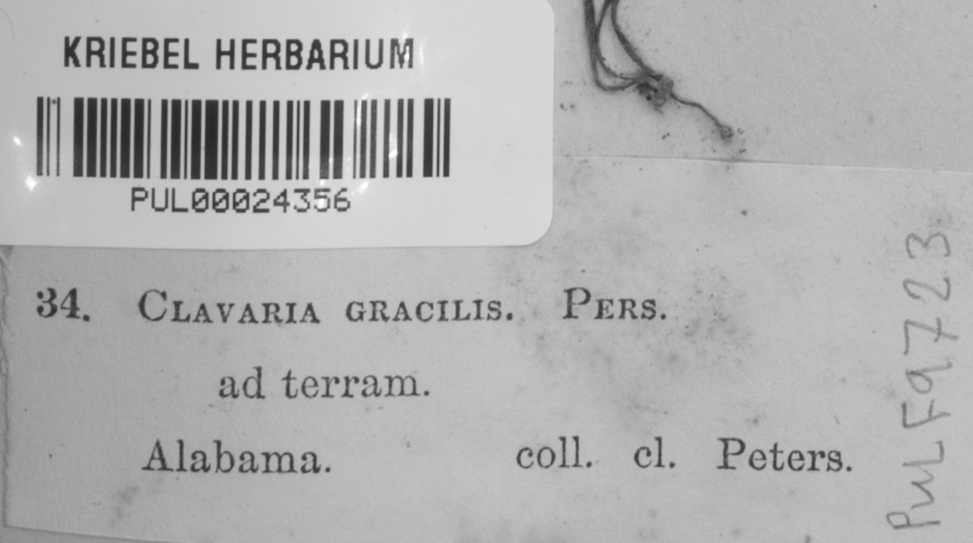 KRIEBEL HERBARIUM
PUL00024356
34. CLAVARIA GRACILIS. PERS.
ad terram.
Alabama. coll. cl. Peters.
PuL F9723